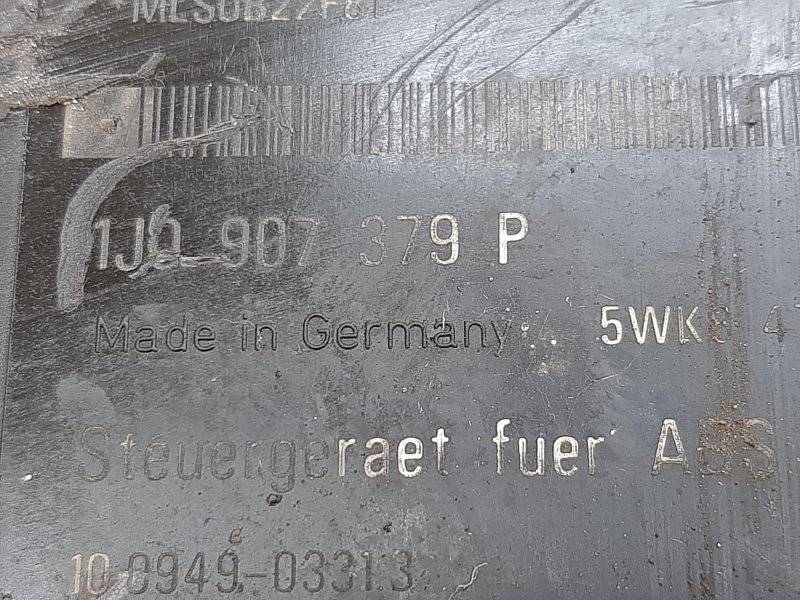 1J0 907 379 P
Made in Germany
Steuergeraet fuer ABS
10.0949-0331.3